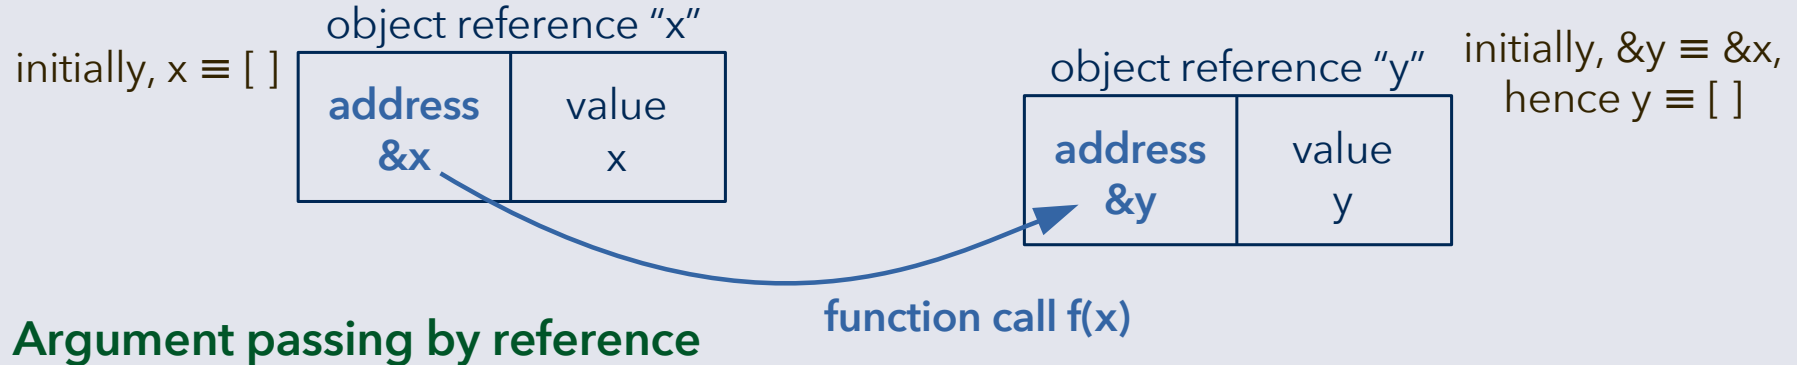 object reference “x”
initially, x ≡ [ ]
address
&x
value
x
object reference “y”
initially, &y ≡ &x,
hence y ≡ [ ]
address
&y
value
y
function call f(x)
Argument passing by reference